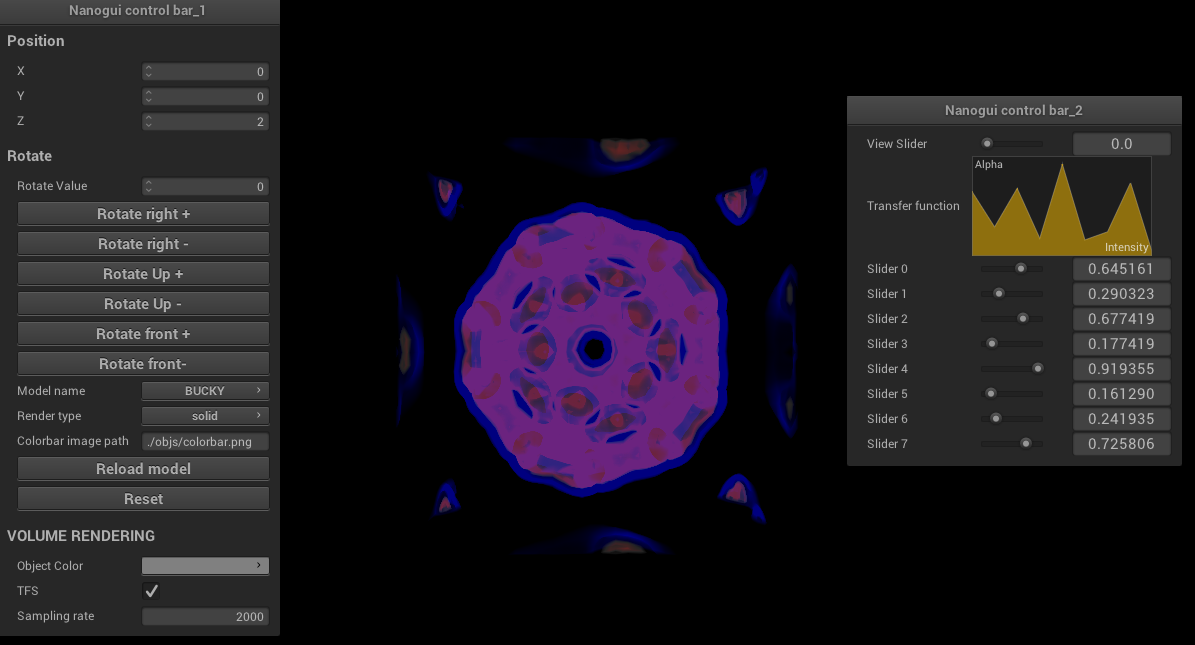 Nanogui control bar_1
Position
X 0
Y 0
Z 2
Rotate
Rotate Value 0
Rotate right +
Rotate right -
Rotate Up +
Rotate Up -
Rotate front +
Rotate front-
Model name BUCKY
Render type solid
Colorbar image path ./objs/colorbar.png
Reload model
Reset
VOLUME RENDERING
Object Color
TFS
Sampling rate 2000
Nanogui control bar_2
View Slider 0.0
Alpha
Transfer function
Intensity
Slider 0 0.645161
Slider 1 0.290323
Slider 2 0.677419
Slider 3 0.177419
Slider 4 0.919355
Slider 5 0.161290
Slider 6 0.241935
Slider 7 0.725806